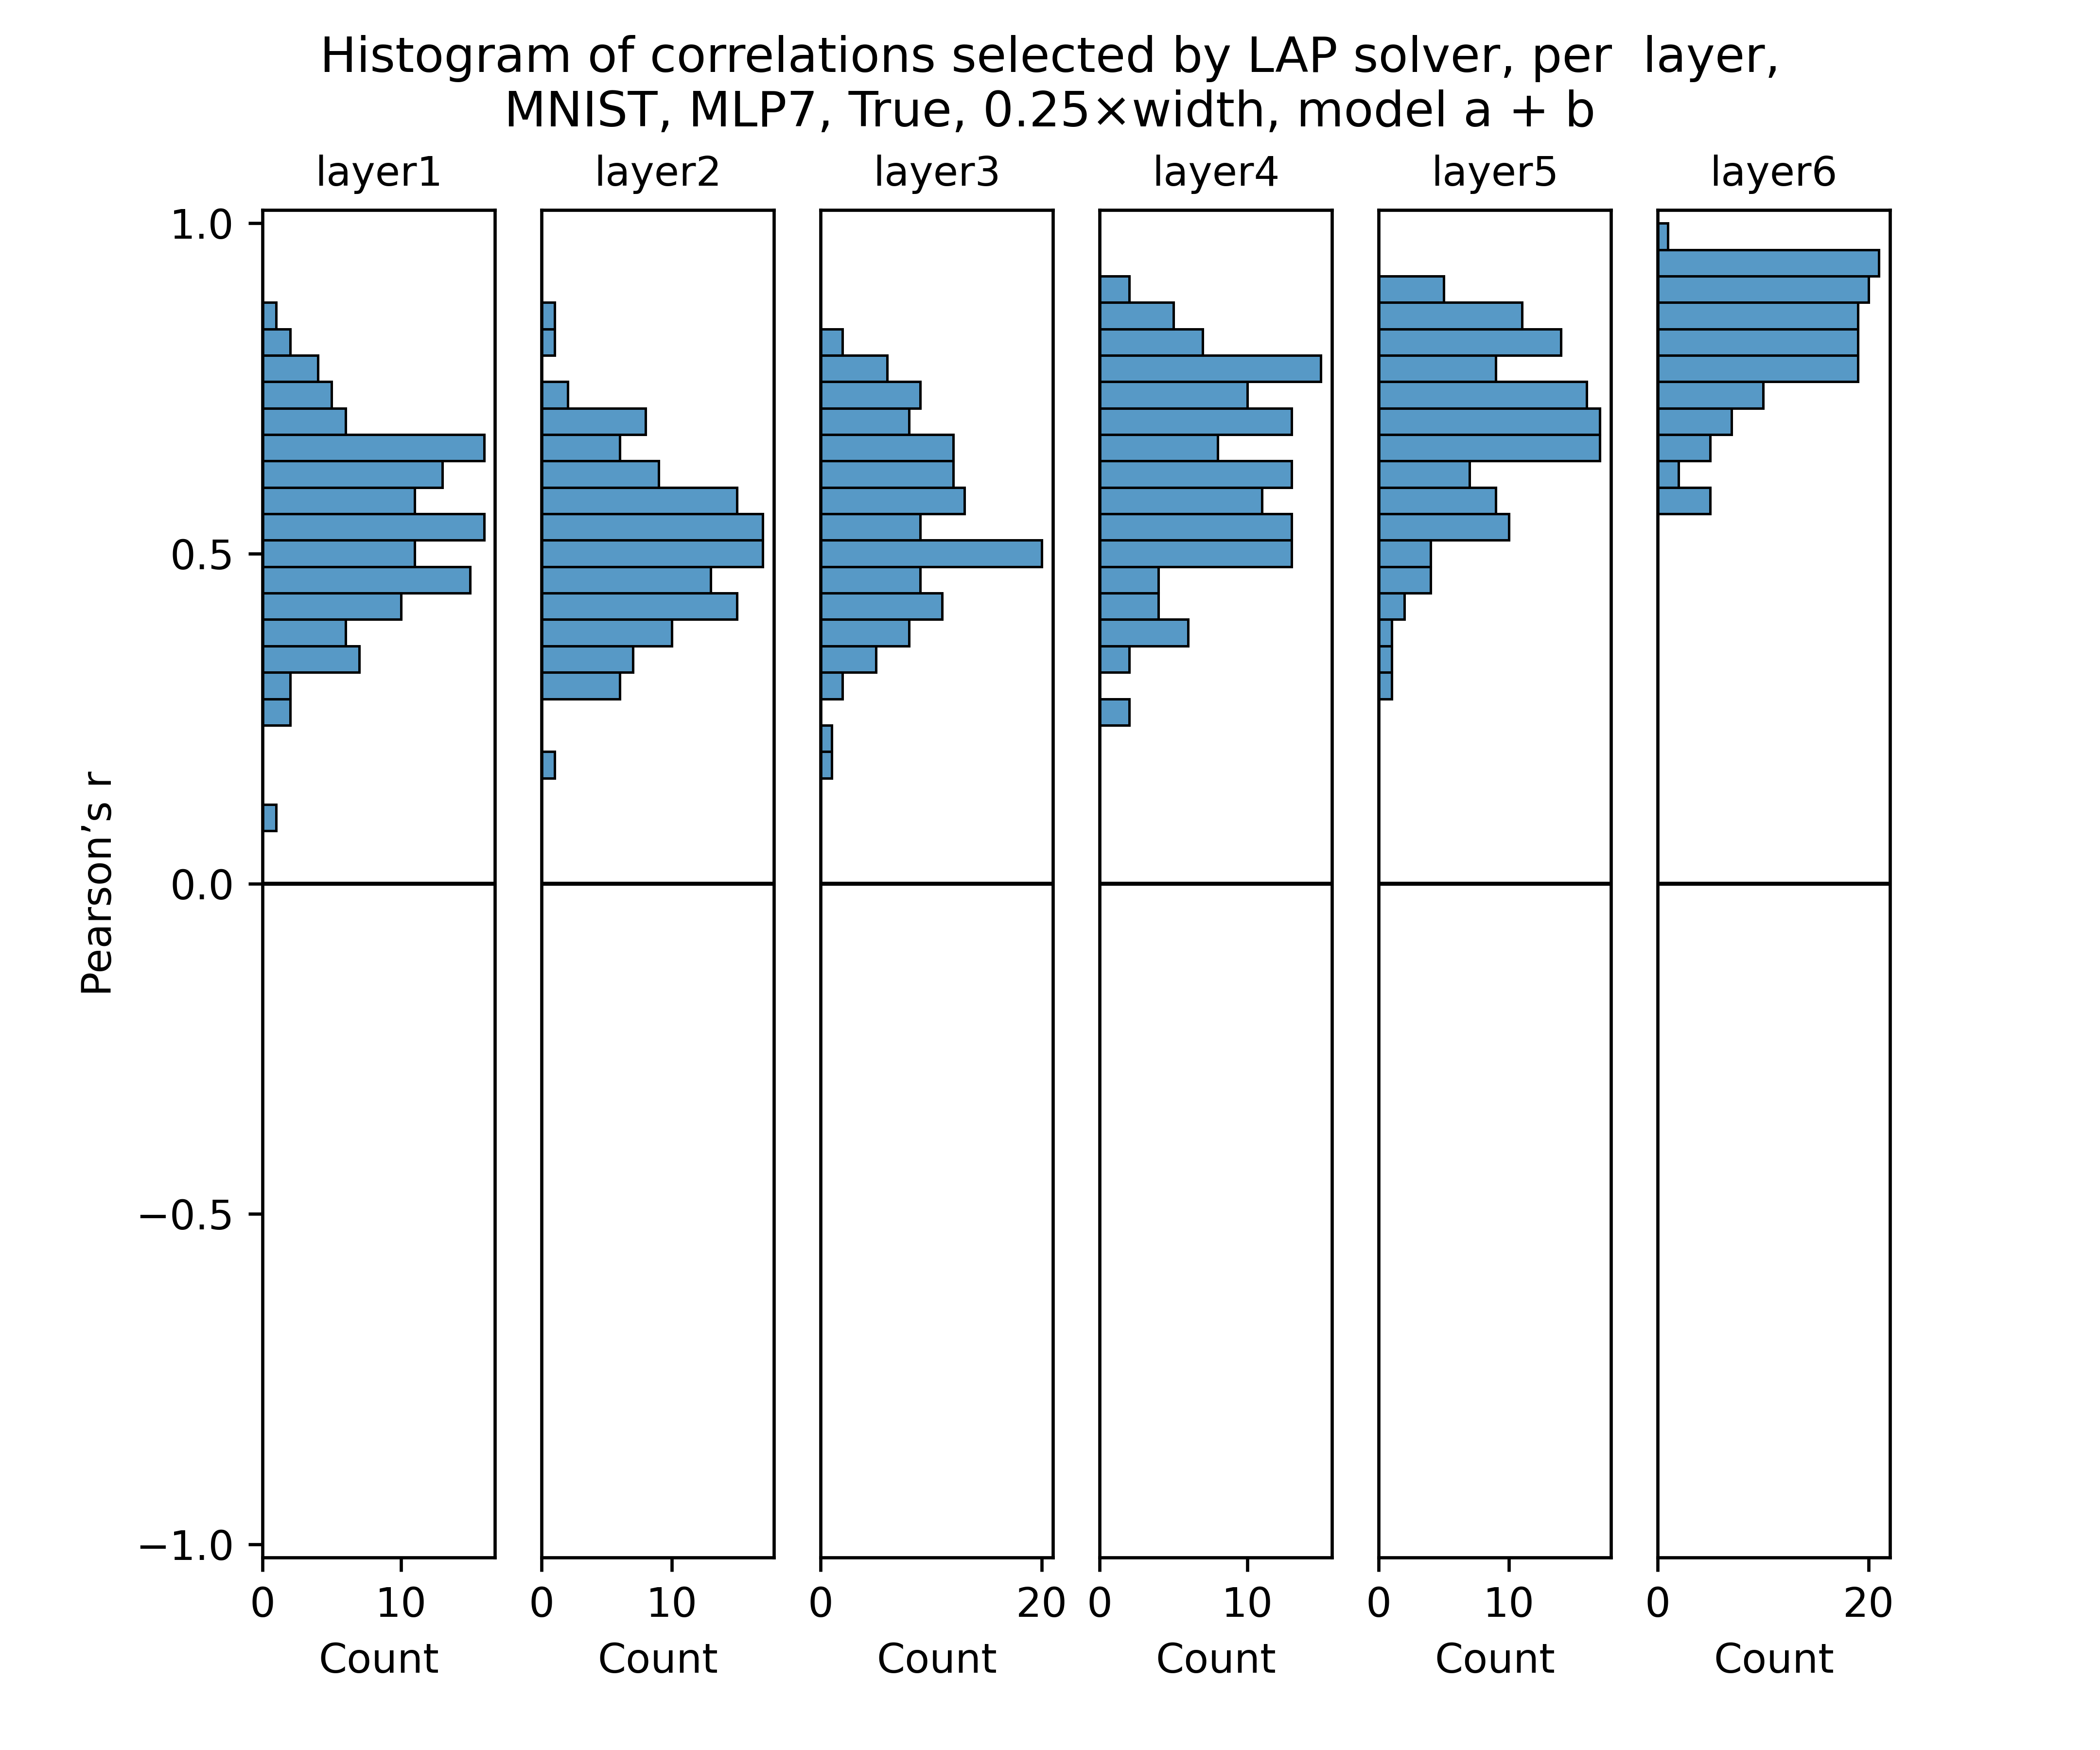 Histogram of correlations selected by LAP solver, per  layer,
MNIST, MLP7, True, 0.25×width, model a + b
layer1 layer2 layer3 layer4 layer5 layer6
1.0
0.5
0.0
−0.5
−1.0
Pearson’s r
0 10 0 10 0 20 0 10 0 10 0 20
Count Count Count Count Count Count